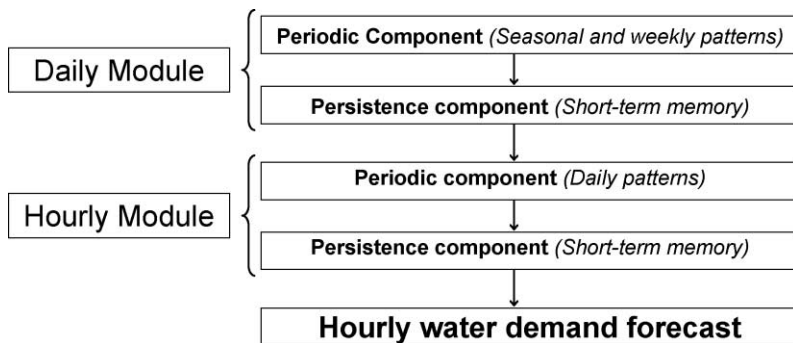 Periodic Component (Seasonal and weekly patterns)
Daily Module
Persistence component (Short-term memory)
Periodic component (Daily patterns)
Hourly Module
Persistence component (Short-term memory)
Hourly water demand forecast